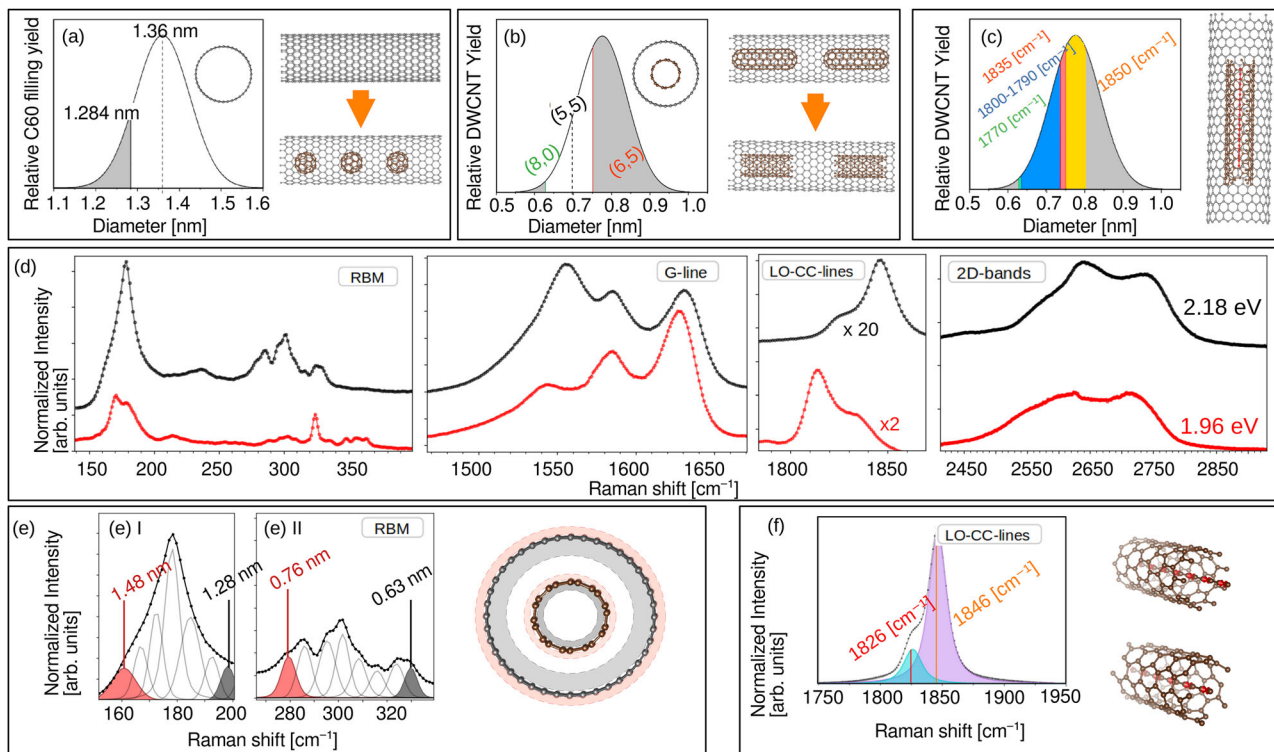 (a)
1.36 nm
1.284 nm
Relative C60 filling yield
1.1 1.2 1.3 1.4 1.5 1.6
Diameter [nm]
(b)
(5,5)
(8,0)
(6,5)
Relative DWCNT Yield
0.5 0.6 0.7 0.8 0.9 1.0
Diameter [nm]
(c)
1835 [cm⁻¹]
1800-1790 [cm⁻¹]
1770 [cm⁻¹]
1850 [cm⁻¹]
Relative DWCNT Yield
0.5 0.6 0.7 0.8 0.9 1.0
Diameter [nm]
(d)
RBM
G-line
LO-CC-lines
2D-bands
x 20
x2
2.18 eV
1.96 eV
Normalized Intensity
[arb. units]
150 200 250 300 350
1500 1550 1600 1650
1800 1850
2450 2550 2650 2750 2850
Raman shift [cm⁻¹]
(e)
(e) I
(e) II
RBM
1.48 nm
1.28 nm
0.76 nm
0.63 nm
Normalized Intensity
[arb. units]
160 180 200
280 300 320
Raman shift [cm⁻¹]
(f)
LO-CC-lines
1826 [cm⁻¹]
1846 [cm⁻¹]
Normalized Intensity
[arb. units]
1750 1800 1850 1900 1950
Raman shift [cm⁻¹]